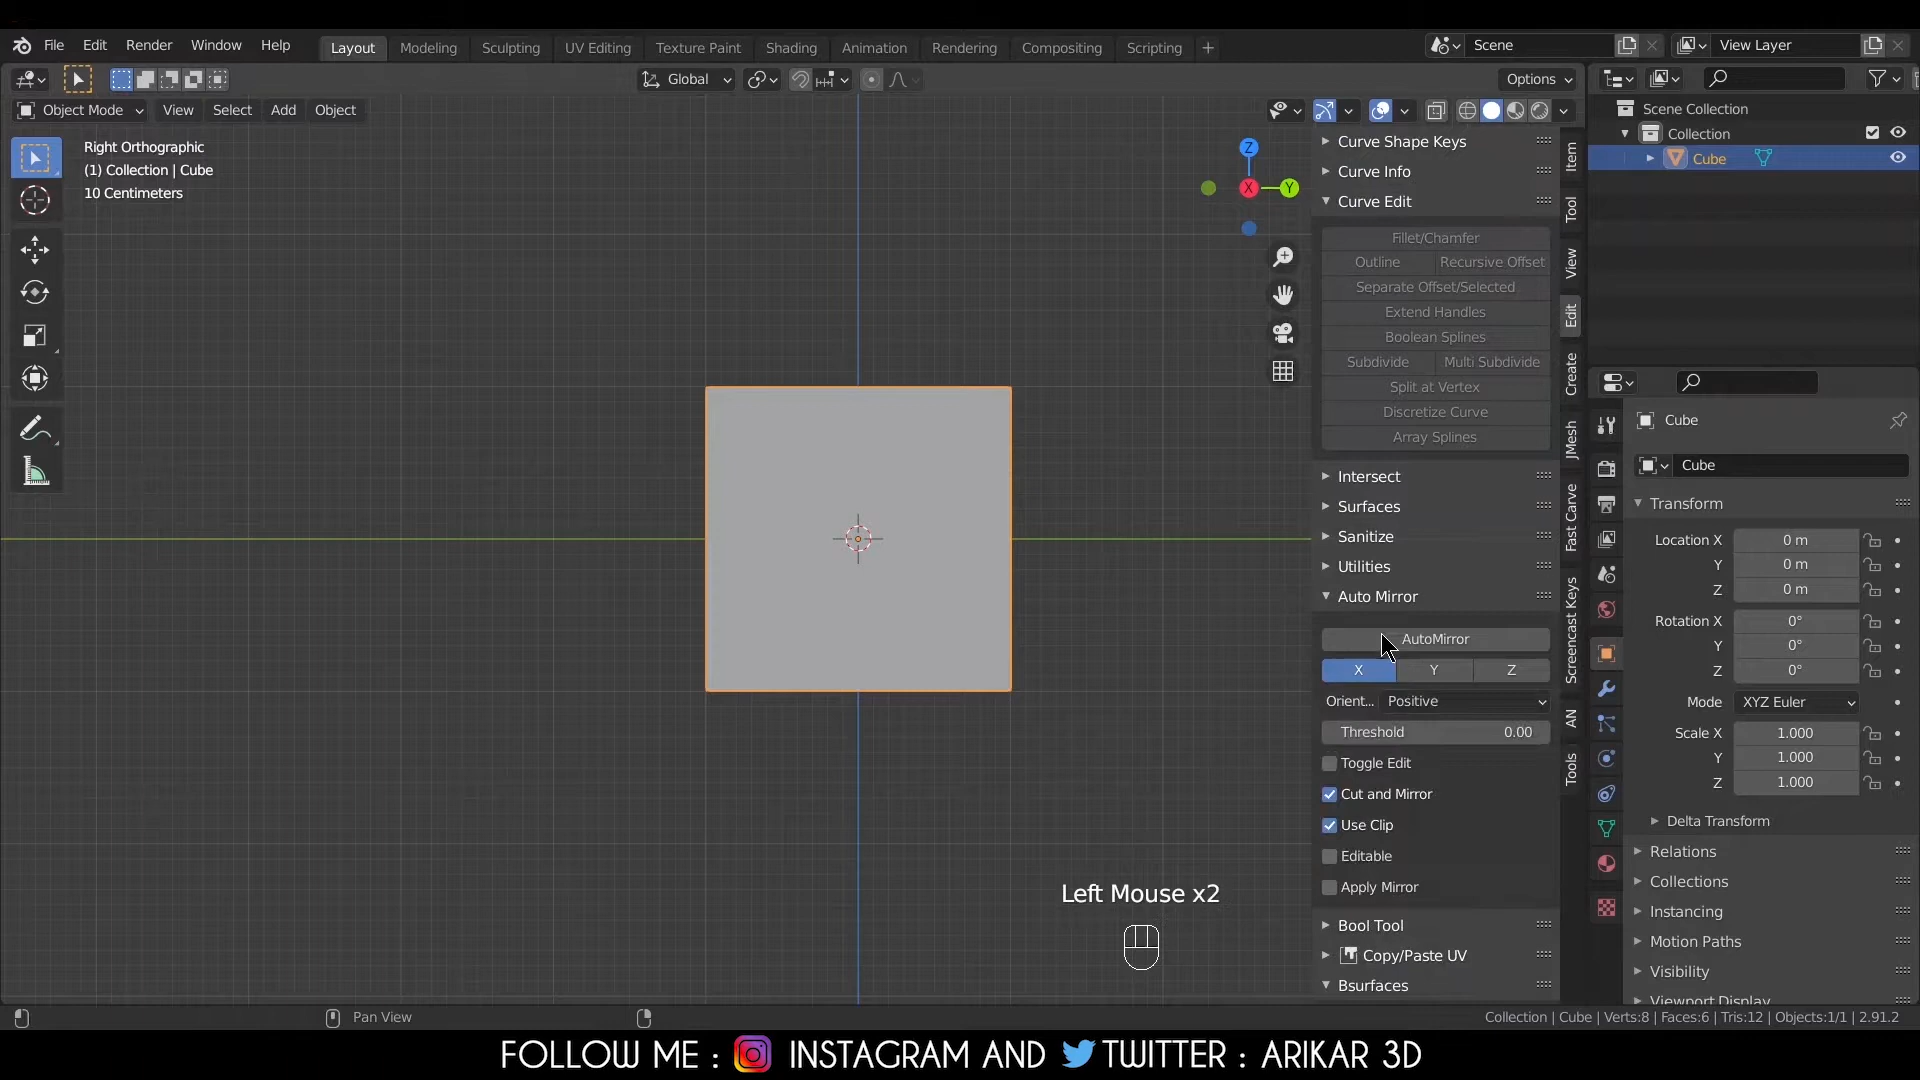 File Edit Render Window Help Layout Modeling Sculpting UV Editing Texture Paint Shading Animation Rendering Compositing Scripting + Scene View Layer
Global Options
Object Mode View Select Add Object
Right Orthographic
(1) Collection | Cube
10 Centimeters
Z
X
Y
Curve Shape Keys
Curve Info
Curve Edit
Fillet/Chamfer
Outline Recursive Offset
Separate Offset/Selected
Extend Handles
Boolean Splines
Subdivide Multi Subdivide
Split at Vertex
Discretize Curve
Array Splines
Intersect
Surfaces
Sanitize
Utilities
Auto Mirror
AutoMirror
X Y Z
Orient... Positive
Threshold 0.00
Toggle Edit
Cut and Mirror
Use Clip
Editable
Apply Mirror
Bool Tool
Copy/Paste UV
Bsurfaces
Item
Tool
View
Edit
Create
JMesh
Fast Carve
Screencast Keys
AN
Tools
Scene Collection
Collection
Cube
Cube
Cube
Transform
Location X 0 m
Y 0 m
Z 0 m
Rotation X 0°
Y 0°
Z 0°
Mode XYZ Euler
Scale X 1.000
Y 1.000
Z 1.000
Delta Transform
Relations
Collections
Instancing
Motion Paths
Visibility
Viewport Display
Left Mouse x2
Pan View
Collection | Cube | Verts:8 | Faces:6 | Tris:12 | Objects:1/1 | 2.91.2
FOLLOW ME : INSTAGRAM AND TWITTER : ARIKAR 3D